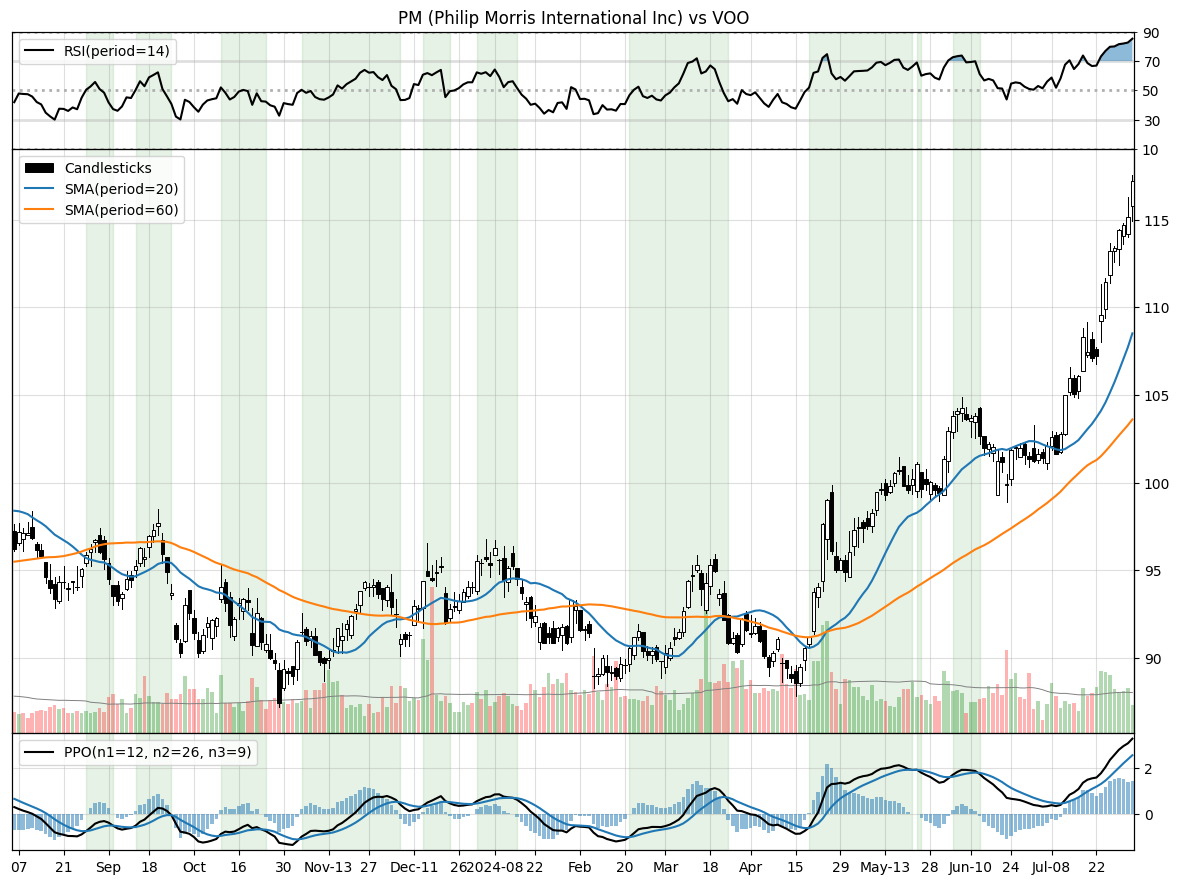 PM (Philip Morris International Inc) vs VOO
RSI(period=14)
90
70
50
30
10
Candlesticks
SMA(period=20)
SMA(period=60)
115
110
105
100
95
90
PPO(n1=12, n2=26, n3=9)
2
0
07 21 Sep 18 Oct 16 30 Nov-13 27 Dec-11 26 2024-08 22 Feb 20 Mar 18 Apr 15 29 May-13 28 Jun-10 24 Jul-08 22